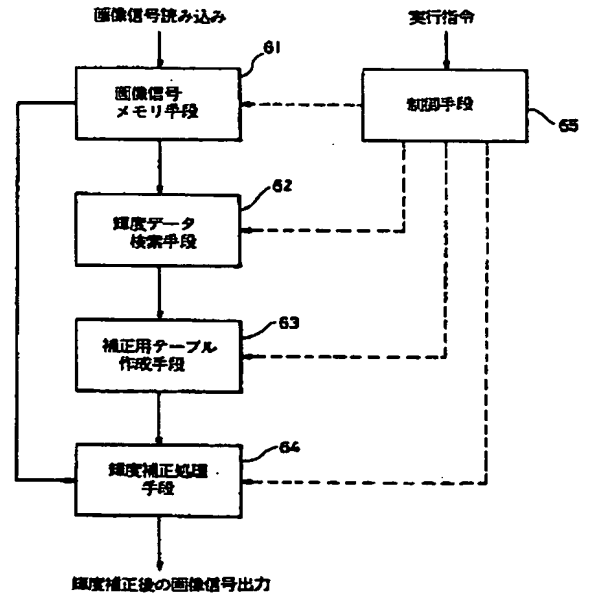 画像信号読み込み
実行指令
61
画像信号
メモリ手段
制御手段
65
62
輝度データ
検索手段
63
補正用テーブル
作成手段
64
輝度補正処理
手段
輝度補正後の画像信号出力